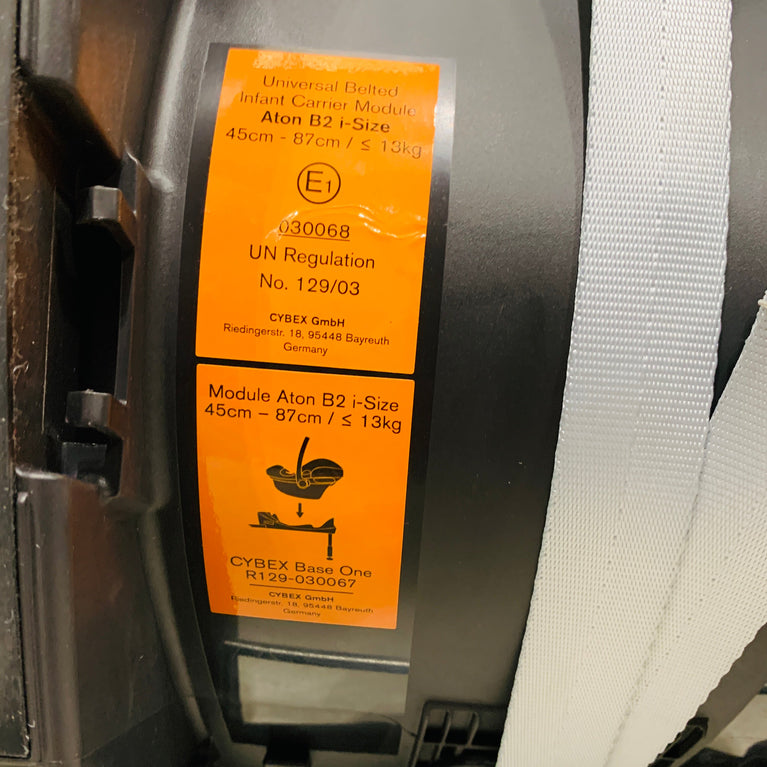 Universal Belted
Infant Carrier Module
Aton B2 i-Size
45cm - 87cm / ≤ 13kg
E1
030068
UN Regulation
No. 129/03
CYBEX GmbH
Riedingerstr. 18, 95448 Bayreuth
Germany
Module Aton B2 i-Size
45cm – 87cm / ≤ 13kg
CYBEX Base One
R129-030067
CYBEX GmbH
Riedingerstr. 18, 95448 Bayreuth
Germany